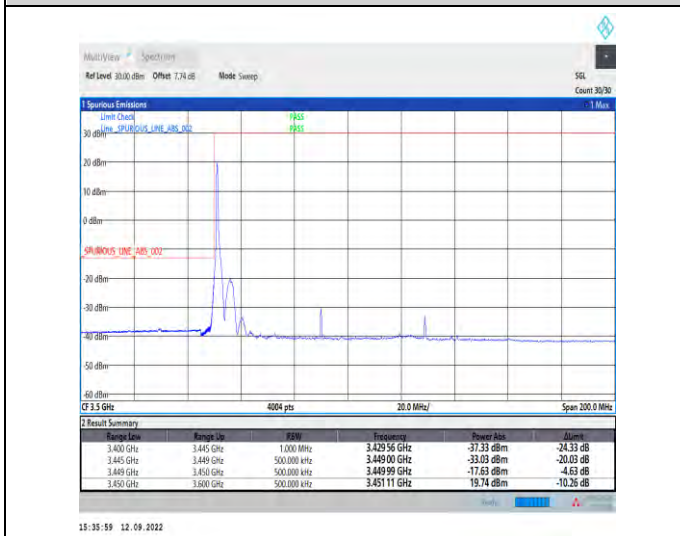 MultiView Spectrum
Ref Level 30.00 dBm Offset 7.74 dB Mode Sweep SGL
Count 30/30
1 Spurious Emissions 1 Max
Limit Check PASS
Line _SPURIOUS_LINE_ABS_002 PASS
30 dBm
20 dBm
10 dBm
0 dBm
_SPURIOUS_LINE_ABS_002
-20 dBm
-30 dBm
-40 dBm
-50 dBm
-60 dBm
CF 3.5 GHz 4004 pts 20.0 MHz/ Span 200.0 MHz
2 Result Summary
Range Low Range Up RBW Frequency Power Abs ΔLimit
3.400 GHz 3.445 GHz 1.000 MHz 3.429 56 GHz -37.33 dBm -24.33 dB
3.445 GHz 3.449 GHz 500.000 kHz 3.449 00 GHz -33.03 dBm -20.03 dB
3.449 GHz 3.450 GHz 500.000 kHz 3.449 99 GHz -17.63 dBm -4.63 dB
3.450 GHz 3.600 GHz 500.000 kHz 3.451 11 GHz 19.74 dBm -10.26 dB
Ready
15:35:59 12.09.2022